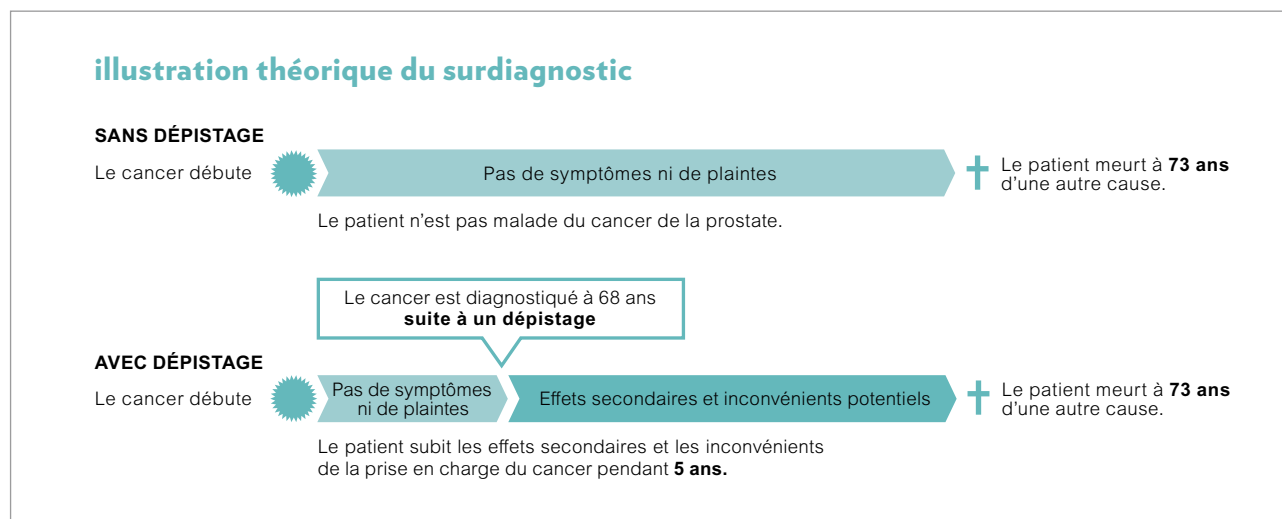 illustration théorique du surdiagnostic
SANS DÉPISTAGE
Le cancer débute
Pas de symptômes ni de plaintes
Le patient meurt à 73 ans
d'une autre cause.
Le patient n'est pas malade du cancer de la prostate.
Le cancer est diagnostiqué à 68 ans
suite à un dépistage
AVEC DÉPISTAGE
Le cancer débute
Pas de symptômes
ni de plaintes
Effets secondaires et inconvénients potentiels
Le patient meurt à 73 ans
d'une autre cause.
Le patient subit les effets secondaires et les inconvénients
de la prise en charge du cancer pendant 5 ans.